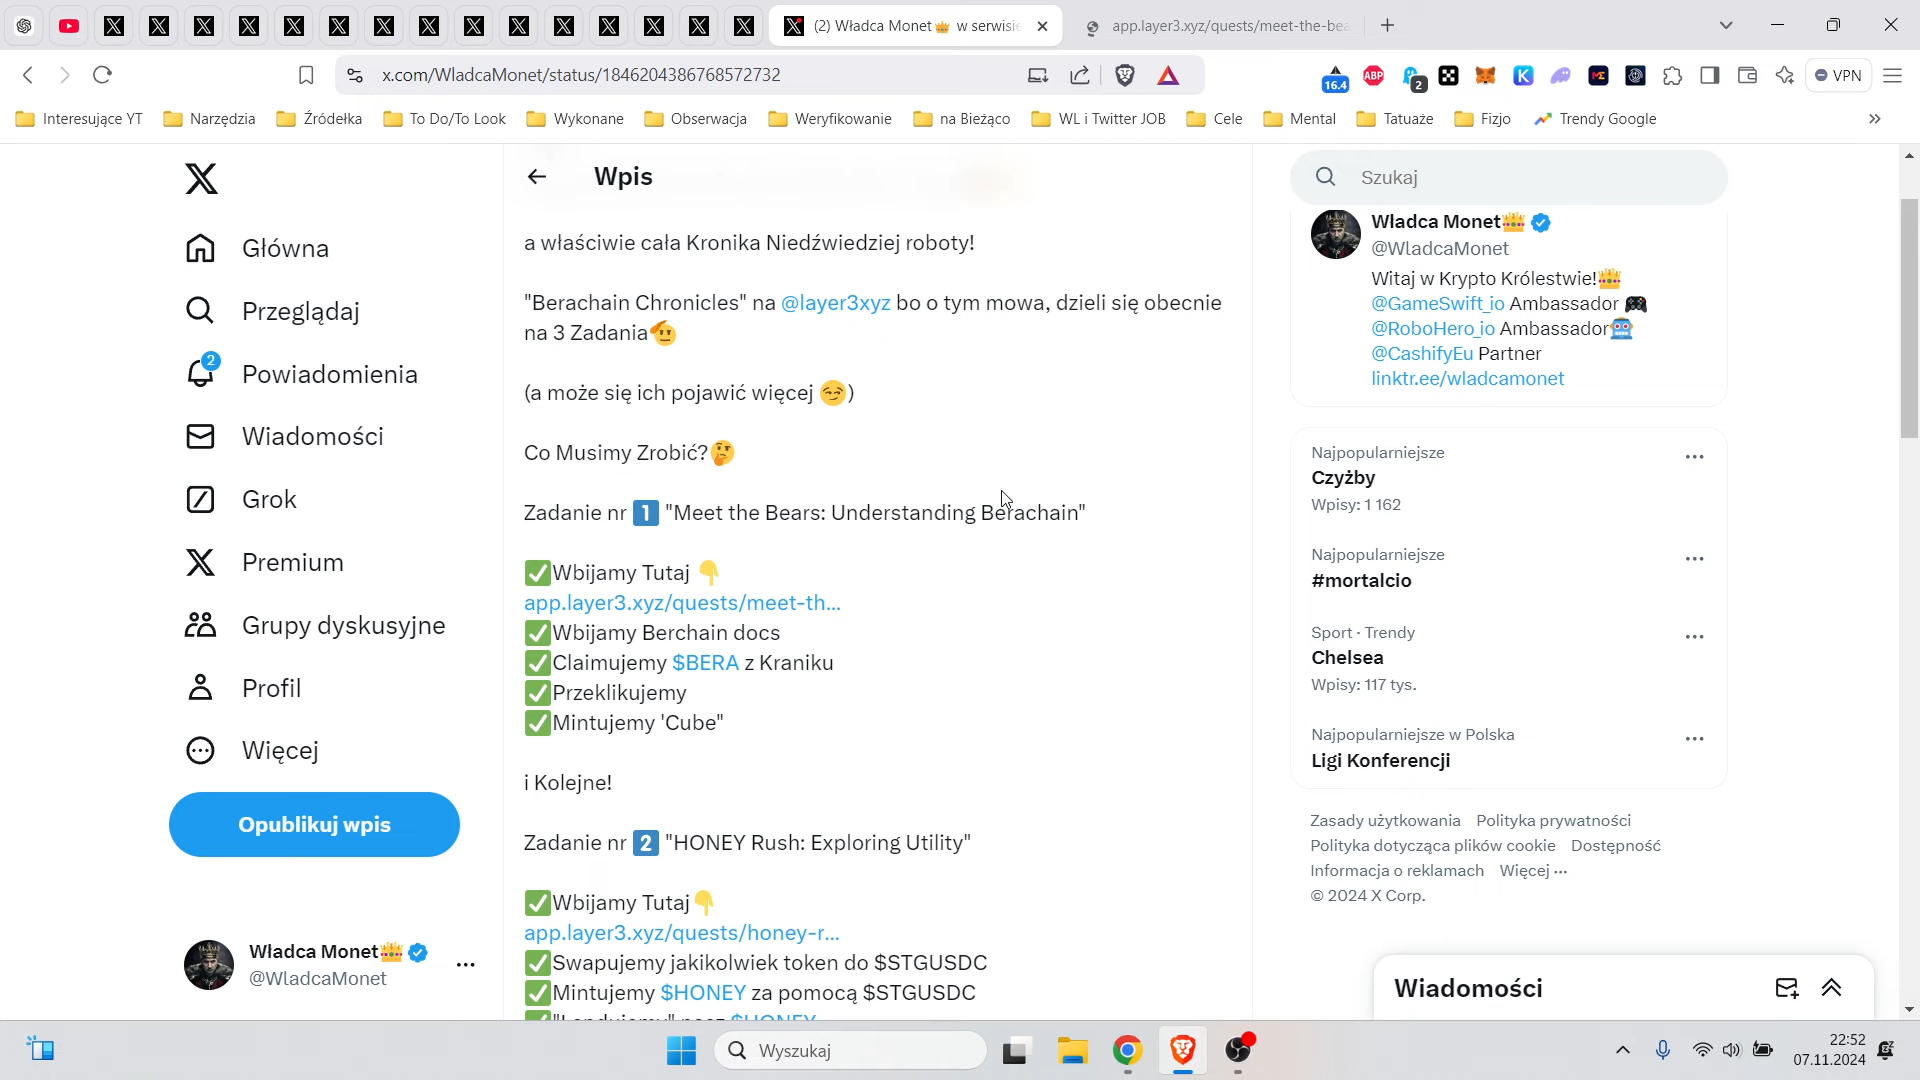 (2) Władca Monet👑 w serwisie
app.layer3.xyz/quests/meet-the-bea
x.com/WladcaMonet/status/1846204386768572732
16.4
ABP
2
VPN
Interesujące YT
Narzędzia
Źródełka
To Do/To Look
Wykonane
Obserwacja
Weryfikowanie
na Bieżąco
WL i Twitter JOB
Cele
Mental
Tatuaże
Fizjo
Trendy Google
Główna
Przeglądaj
2
Powiadomienia
Wiadomości
Grok
Premium
Grupy dyskusyjne
Profil
Więcej
Opublikuj wpis
Władca Monet👑
@WladcaMonet
Wpis
a właściwie cała Kronika Niedźwiedziej roboty!
"Berachain Chronicles" na @layer3xyz bo o tym mowa, dzieli się obecnie
na 3 Zadania🫡
(a może się ich pojawić więcej 😏)
Co Musimy Zrobić?🤔
Zadanie nr 1️⃣ "Meet the Bears: Understanding Berachain"
✅Wbijamy Tutaj 👇
app.layer3.xyz/quests/meet-th...
✅Wbijamy Berchain docs
✅Claimujemy $BERA z Kraniku
✅Przeklikujemy
✅Mintujemy 'Cube"
i Kolejne!
Zadanie nr 2️⃣ "HONEY Rush: Exploring Utility"
✅Wbijamy Tutaj👇
app.layer3.xyz/quests/honey-r...
✅Swapujemy jakikolwiek token do $STGUSDC
✅Mintujemy $HONEY za pomocą $STGUSDC
✅"Lendujemy" nasz $HONEY
Szukaj
Władca Monet👑
@WladcaMonet
Witaj w Krypto Królestwie!👑
@GameSwift_io Ambassador 🎮
@RoboHero_io Ambassador🤖
@CashifyEu Partner
linktr.ee/wladcamonet
Najpopularniejsze
Czyżby
Wpisy: 1 162
Najpopularniejsze
#mortalcio
Sport · Trendy
Chelsea
Wpisy: 117 tys.
Najpopularniejsze w Polska
Ligi Konferencji
Zasady użytkowania Polityka prywatności
Polityka dotycząca plików cookie Dostępność
Informacja o reklamach Więcej ···
© 2024 X Corp.
Wiadomości
Wyszukaj
22:52
07.11.2024